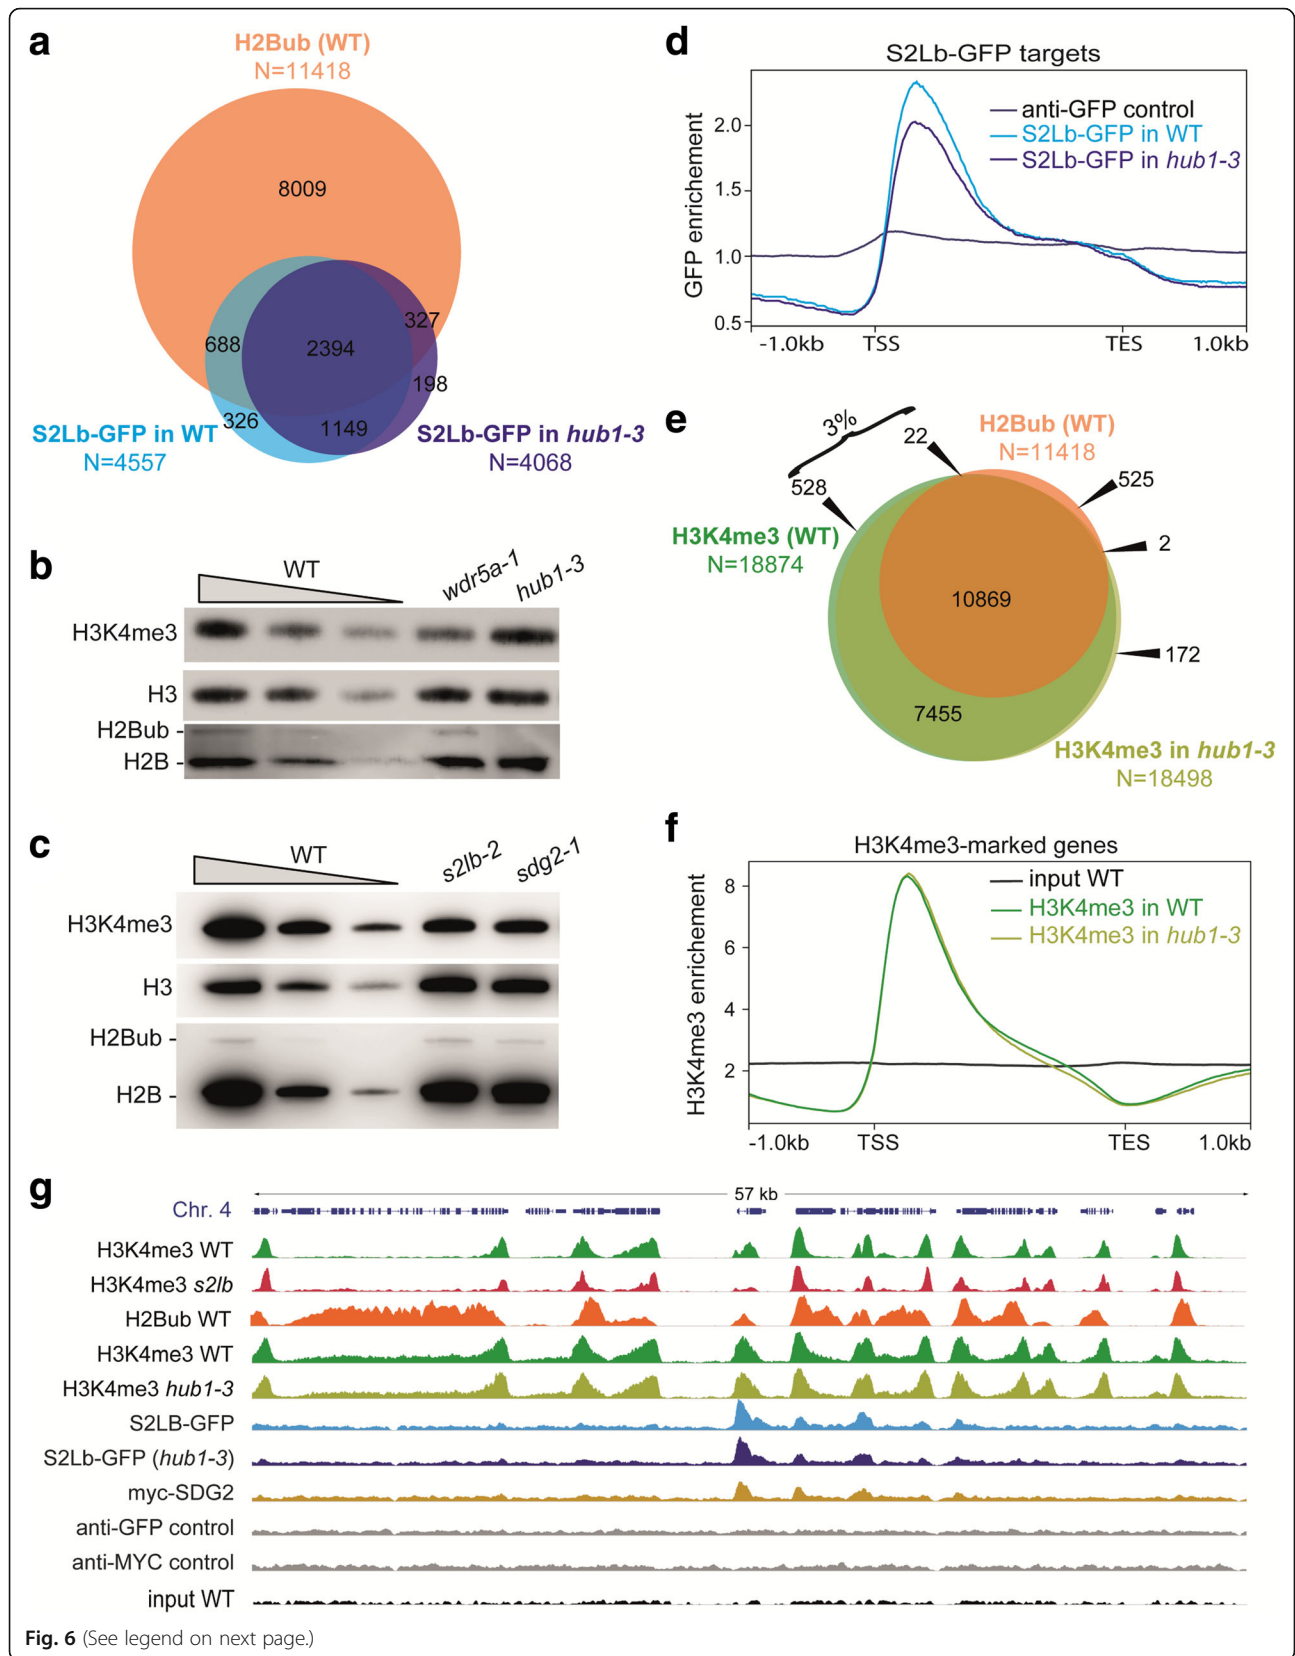 a
H2Bub (WT)
N=11418
8009
688
2394
327
198
326
1149
S2Lb-GFP in WT
N=4557
S2Lb-GFP in hub1-3
N=4068
b
WT
wdr5a-1
hub1-3
H3K4me3
H3
H2Bub -
H2B -
c
WT
s2lb-2
sdg2-1
H3K4me3
H3
H2Bub -
H2B -
d
S2Lb-GFP targets
GFP enrichement
2.0
1.5
1.0
0.5
anti-GFP control
S2Lb-GFP in WT
S2Lb-GFP in hub1-3
-1.0kb TSS TES 1.0kb
e
3%
22
528
H2Bub (WT)
N=11418
525
2
H3K4me3 (WT)
N=18874
10869
172
7455
H3K4me3 in hub1-3
N=18498
f
H3K4me3-marked genes
H3K4me3 enrichement
8
6
4
2
input WT
H3K4me3 in WT
H3K4me3 in hub1-3
-1.0kb TSS TES 1.0kb
g
57 kb
Chr. 4
H3K4me3 WT
H3K4me3 s2lb
H2Bub WT
H3K4me3 WT
H3K4me3 hub1-3
S2LB-GFP
S2Lb-GFP (hub1-3)
myc-SDG2
anti-GFP control
anti-MYC control
input WT
Fig. 6 (See legend on next page.)